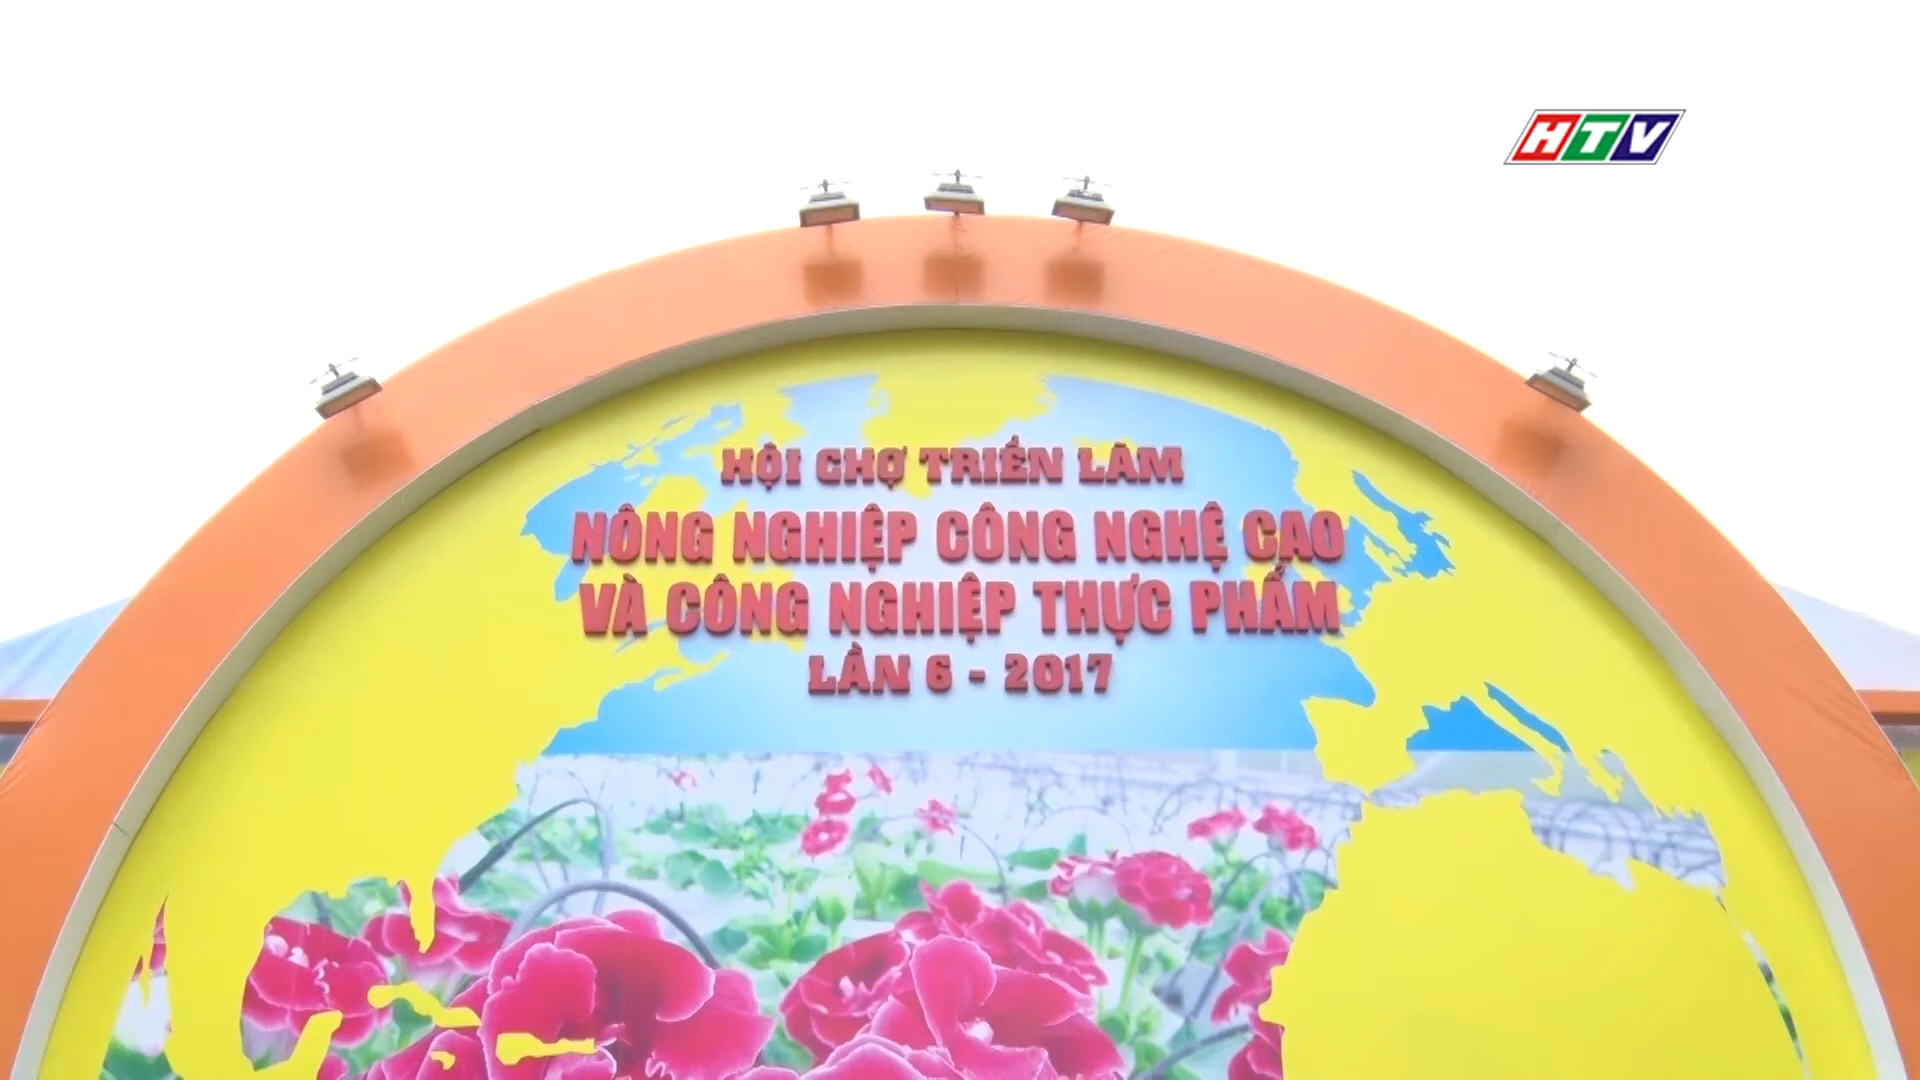 HTV
HỘI CHỢ TRIỂN LÃM
NÔNG NGHIỆP CÔNG NGHỆ CAO
VÀ CÔNG NGHIỆP THỰC PHẨM
LẦN 6 - 2017